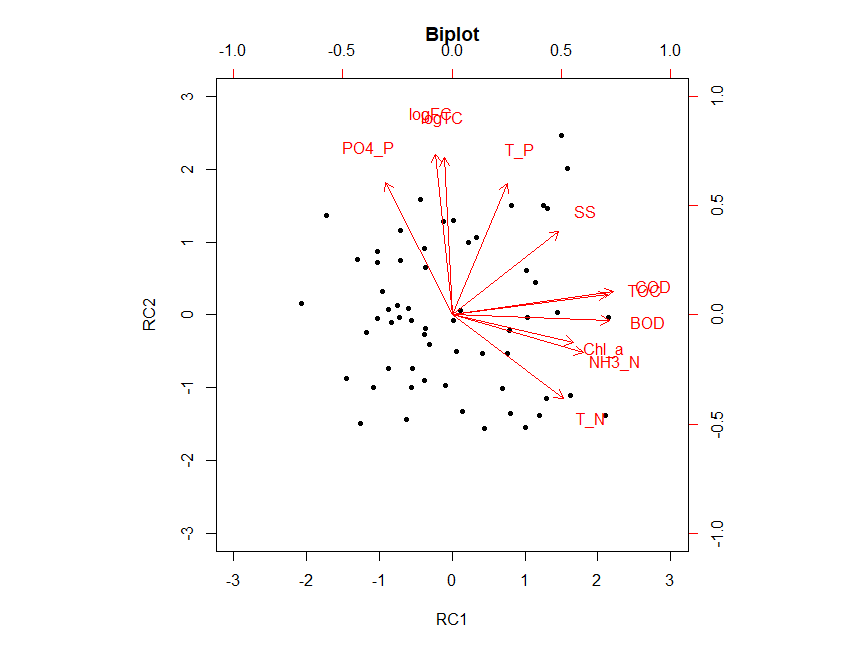 Biplot
-1.0 -0.5 0.0 0.5 1.0
3 2 1 0 -1 -2 -3
RC2
logFC
logTC
PO4_P
T_P
SS
COD
TOC
BOD
Chl_a
NH3_N
T_N
1.0 0.5 0.0 -0.5 -1.0
-3 -2 -1 0 1 2 3
RC1